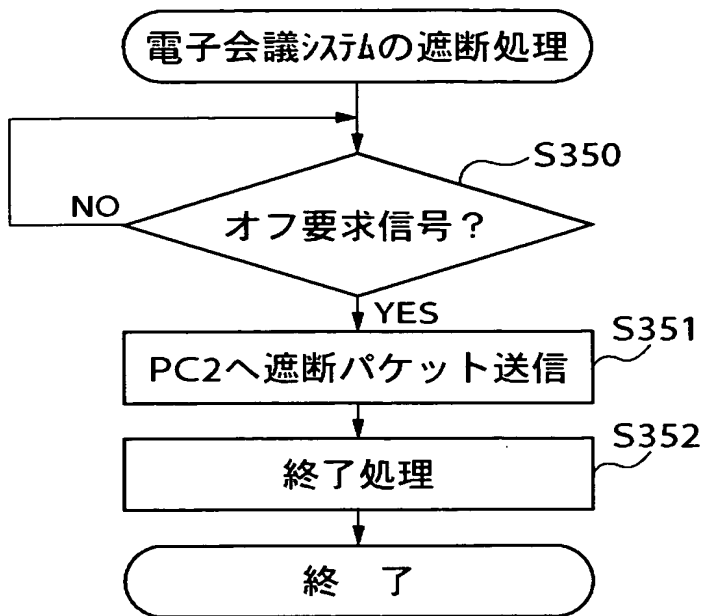 電子会議システムの遮断処理
S350
NO
オフ要求信号？
YES
S351
PC2へ遮断パケット送信
S352
終了処理
終 了